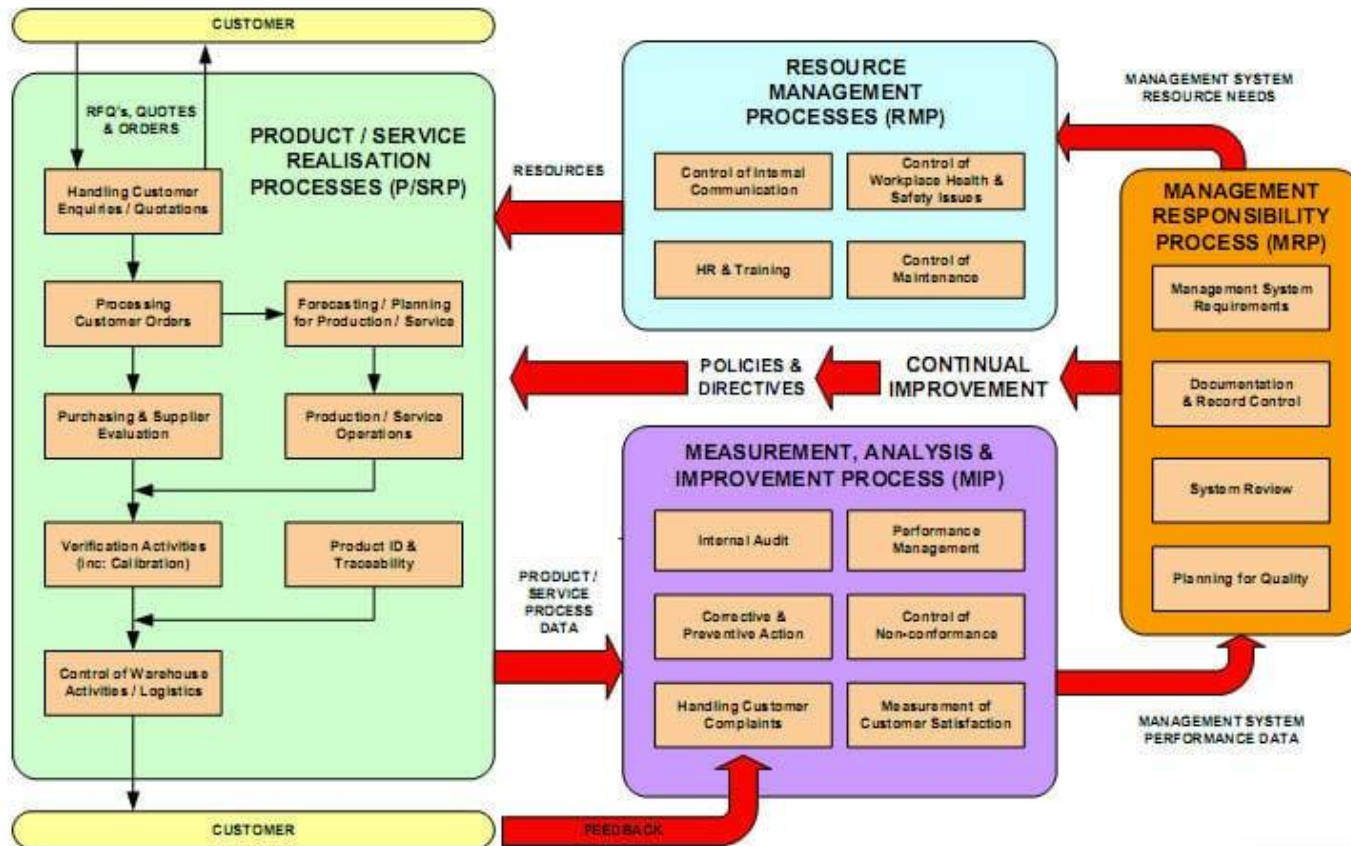 CUSTOMER
RFQ's, QUOTES
& ORDERS
PRODUCT / SERVICE
REALISATION
PROCESSES (P/SRP)
Handling Customer
Enquiries / Quotations
Processing
Customer Orders
Forecasting / Planning
for Production / Service
Purchasing & Supplier
Evaluation
Production / Service
Operations
Verification Activities
(inc: Calibration)
Product ID &
Traceability
Control of Warehouse
Activities / Logistics
CUSTOMER
RESOURCES
RESOURCE
MANAGEMENT
PROCESSES (RMP)
Control of Internal
Communication
Control of
Workplace Health &
Safety Issues
HR & Training
Control of
Maintenance
MANAGEMENT SYSTEM
RESOURCE NEEDS
MANAGEMENT
RESPONSIBILITY
PROCESS (MRP)
Management System
Requirements
Documentation
& Record Control
System Review
Planning for Quality
POLICIES &
DIRECTIVES
CONTINUAL
IMPROVEMENT
MEASUREMENT, ANALYSIS &
IMPROVEMENT PROCESS (MIP)
Internal Audit
Performance
Management
Corrective &
Preventive Action
Control of
Non-conformance
Handling Customer
Complaints
Measurement of
Customer Satisfaction
PRODUCT /
SERVICE
PROCESS
DATA
MANAGEMENT SYSTEM
PERFORMANCE DATA
FEEDBACK